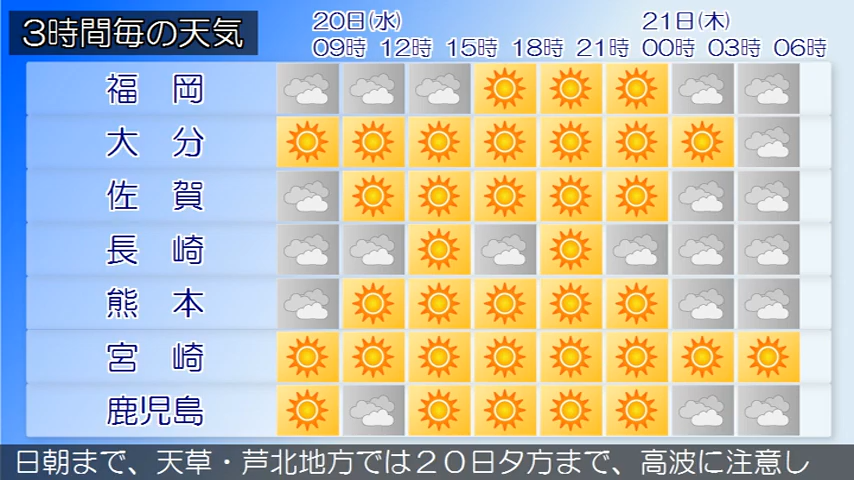 3時間毎の天気
20日(水) 21日(木)
09時 12時 15時 18時 21時 00時 03時 06時
福岡
大分
佐賀
長崎
熊本
宮崎
鹿児島
日朝まで、天草・芦北地方では20日夕方まで、高波に注意し